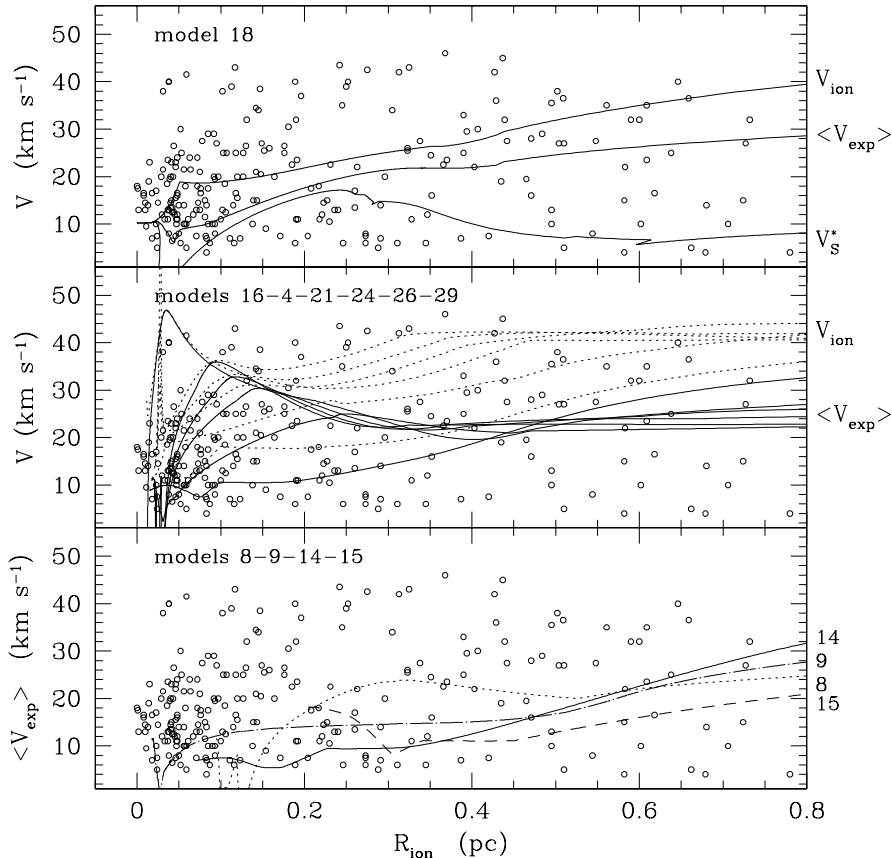 50
40
30
20
10
V (km s⁻¹)
model 18
V_ion
<V_exp>
V_S^*
50
40
30
20
10
V (km s⁻¹)
models 16-4-21-24-26-29
V_ion
<V_exp>
50
40
30
20
10
<V_exp> (km s⁻¹)
models 8-9-14-15
14
9
8
15
0 0.2 0.4 0.6 0.8
R_ion (pc)